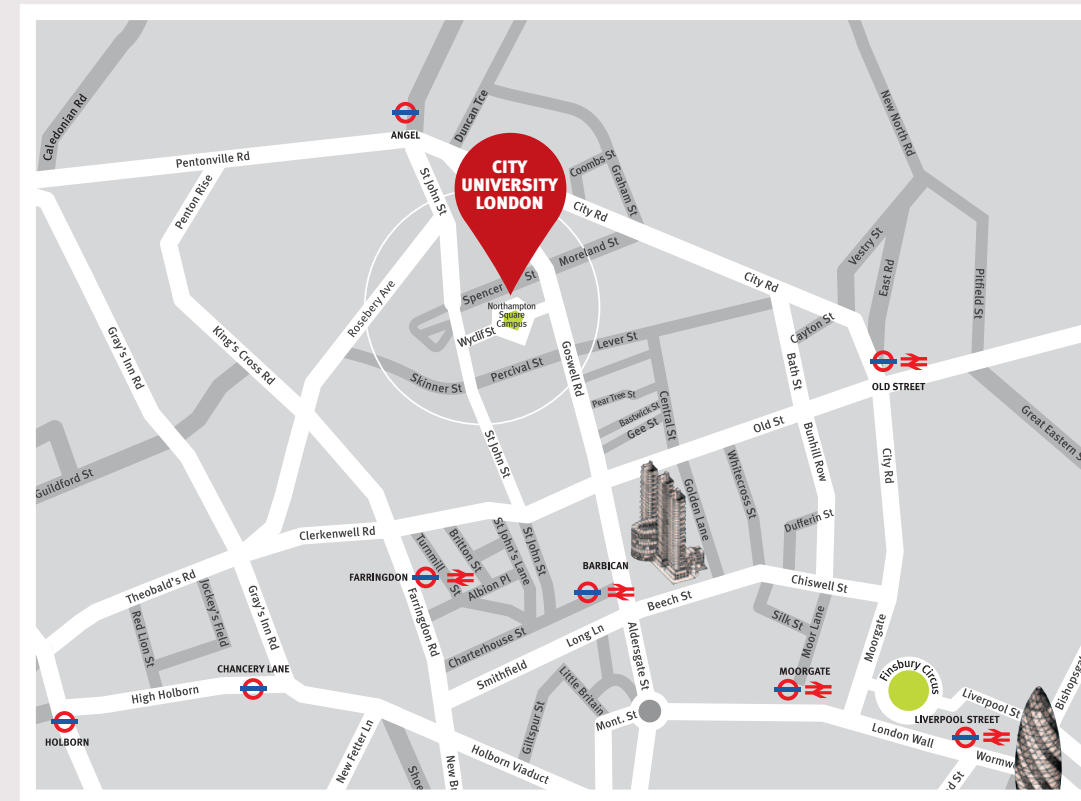 Caledonian Rd
Pentonville Rd
Penton Rise
ANGEL
Duncan Tce
St John St
CITY
UNIVERSITY
LONDON
Coombs St
Graham St
City Rd
New North Rd
Moreland St
Spencer St
Northampton
Square
Campus
Wyclif St
Rosebery Ave
City Rd
Vestry St
East Rd
Pitfield St
Gray's Inn Rd
King's Cross Rd
Skinner St
Percival St
Goswell Rd
Lever St
Cayton St
Bath St
OLD STREET
Pear Tree St
Bastwick St
Gee St
Central St
Old St
Great Eastern
Guildford St
St John St
Bunhill Row
City Rd
Whitecross St
Golden Lane
Dufferin St
Clerkenwell Rd
Turnmill St
Britton St
St John's Lane
St John St
Albion Pl
FARRINGDON
BARBICAN
Theobald's Rd
Jockey's Field
Red Lion St
Gray's Inn Rd
Farringdon Rd
Charterhouse St
Long Ln
Beech St
Chiswell St
Silk St
Moor Lane
Moorgate
Aldersgate St
Smithfield
Little Britain
Giltspur St
Mont. St
CHANCERY LANE
High Holborn
HOLBORN
MOORGATE
Finsbury Circus
Liverpool St
LIVERPOOL STREET
London Wall
New Fetter Ln
Holborn Viaduct